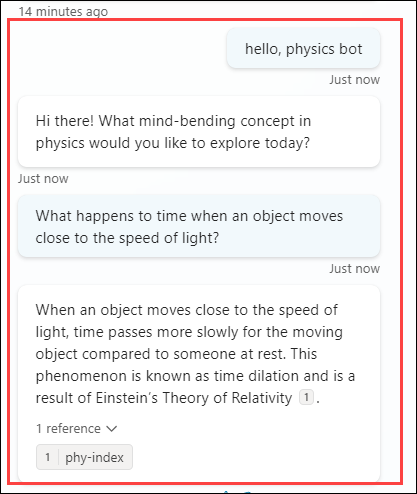 14 minutes ago
hello, physics bot
Just now
Hi there! What mind-bending concept in
physics would you like to explore today?
Just now
What happens to time when an object moves
close to the speed of light?
Just now
When an object moves close to the speed of
light, time passes more slowly for the moving
object compared to someone at rest. This
phenomenon is known as time dilation and is a
result of Einstein's Theory of Relativity 1 .
1 reference
1 phy-index